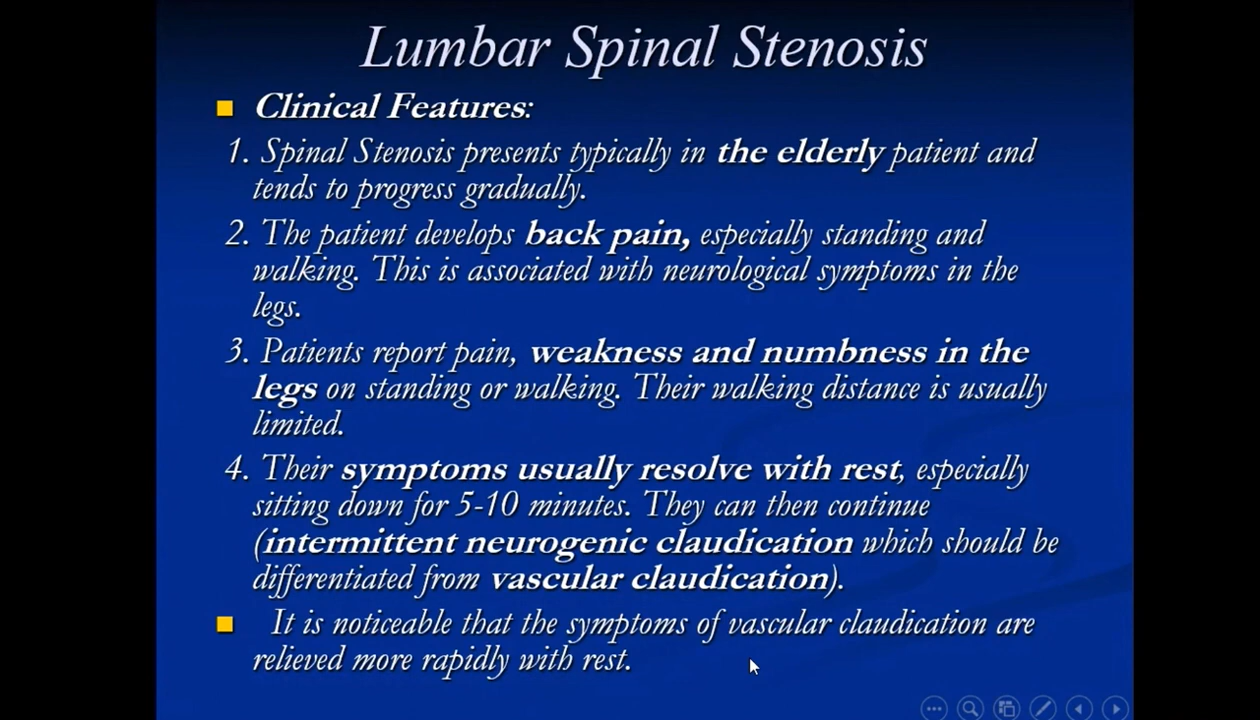 Lumbar Spinal Stenosis
Clinical Features:
1. Spinal Stenosis presents typically in the elderly patient and
tends to progress gradually.
2. The patient develops back pain, especially standing and
walking. This is associated with neurological symptoms in the
legs.
3. Patients report pain, weakness and numbness in the
legs on standing or walking. Their walking distance is usually
limited.
4. Their symptoms usually resolve with rest, especially
sitting down for 5-10 minutes. They can then continue
(intermittent neurogenic claudication which should be
differentiated from vascular claudication).
It is noticeable that the symptoms of vascular claudication are
relieved more rapidly with rest.